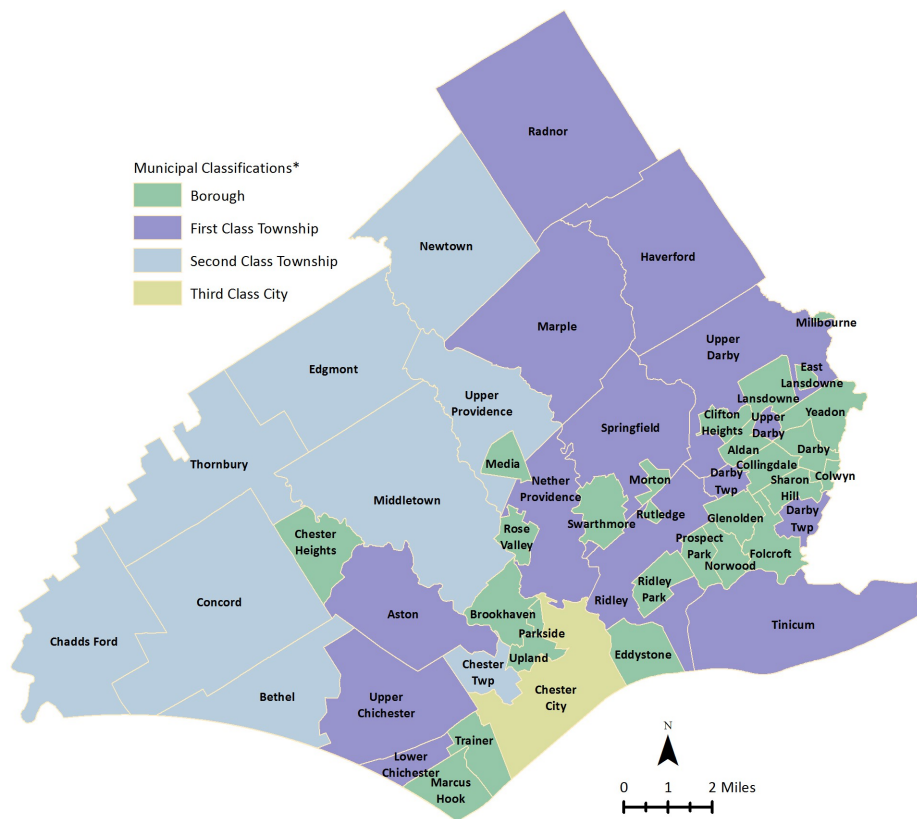 Radnor
Municipal Classifications*
Borough
First Class Township
Second Class Township
Third Class City
Newtown
Haverford
Marple
Millbourne
Upper
Darby
Edgmont
East
Lansdowne
Lansdowne
Upper
Providence
Yeadon
Clifton
Heights
Upper
Darby
Springfield
Aldan
Darby
Collingdale
Thornbury
Media
Nether
Providence
Morton
Darby
Twp
Sharon
Hill
Colwyn
Middletown
Swarthmore
Rutledge
Glenolden
Darby
Twp
Chester
Heights
Rose
Valley
Prospect
Park
Norwood
Folcroft
Ridley
Park
Concord
Aston
Brookhaven
Ridley
Tinicum
Chadds Ford
Parkside
Upland
Eddystone
Chester
Twp
Bethel
Upper
Chichester
Chester
City
Trainer
Lower
Chichester
Marcus
Hook
N
0 1 2 Miles